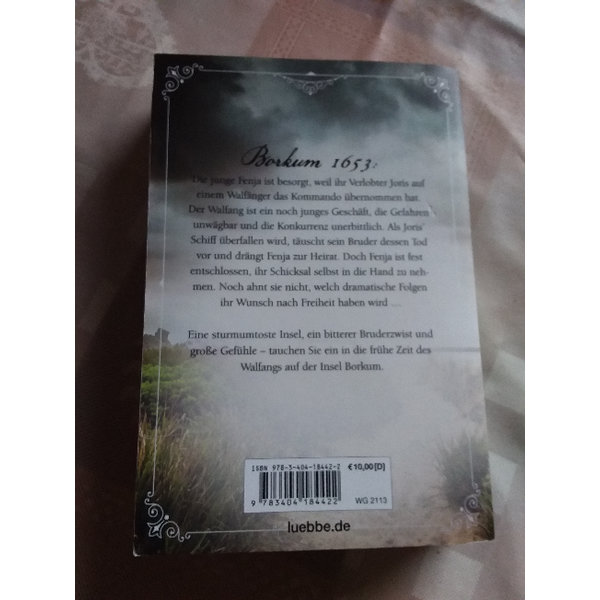 Borkum 1653:
Die junge Fenja ist besorgt, weil ihr Verlobter Joris auf
einem Walfänger das Kommando übernommen hat.
Der Walfang ist ein noch junges Geschäft, die Gefahren
unwägbar und die Konkurrenz unerbittlich. Als Joris'
Schiff überfallen wird, täuscht sein Bruder dessen Tod
vor und drängt Fenja zur Heirat. Doch Fenja ist fest
entschlossen, ihr Schicksal selbst in die Hand zu neh-
men. Noch ahnt sie nicht, welch dramatische Folgen
ihr Wunsch nach Freiheit haben wird ...
Eine sturmumtoste Insel, ein bitterer Bruderzwist und
große Gefühle – tauchen Sie ein in die frühe Zeit des
Walfangs auf der Insel Borkum.
ISBN 978-3-404-18442-2
€ 10,00 [D]
9 783404 184422
WG 2113
luebbe.de